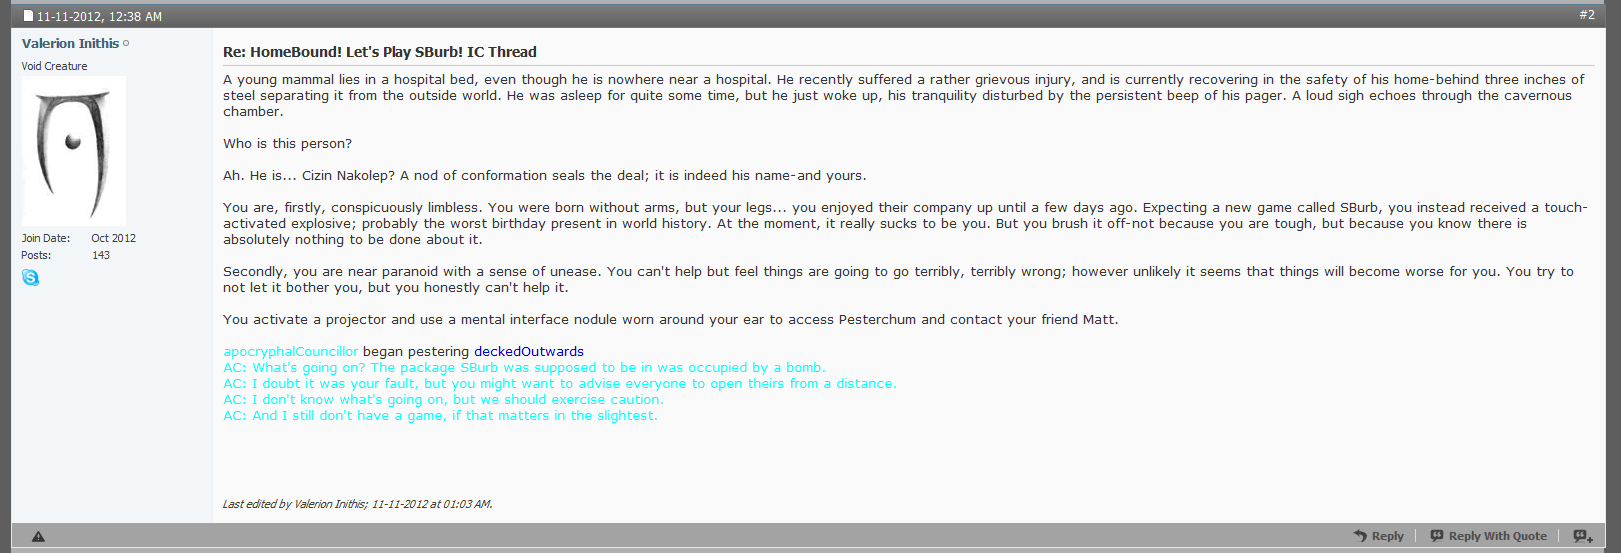 11-11-2012, 12:38 AM
#2
Valerion Inithis
Void Creature
Join Date: Oct 2012
Posts: 143
Re: HomeBound! Let's Play SBurb! IC Thread
A young mammal lies in a hospital bed, even though he is nowhere near a hospital. He recently suffered a rather grievous injury, and is currently recovering in the safety of his home-behind three inches of
steel separating it from the outside world. He was asleep for quite some time, but he just woke up, his tranquility disturbed by the persistent beep of his pager. A loud sigh echoes through the cavernous
chamber.
Who is this person?
Ah. He is... Cizin Nakolep? A nod of conformation seals the deal; it is indeed his name-and yours.
You are, firstly, conspicuously limbless. You were born without arms, but your legs... you enjoyed their company up until a few days ago. Expecting a new game called SBurb, you instead received a touch-
activated explosive; probably the worst birthday present in world history. At the moment, it really sucks to be you. But you brush it off-not because you are tough, but because you know there is
absolutely nothing to be done about it.
Secondly, you are near paranoid with a sense of unease. You can't help but feel things are going to go terribly, terribly wrong; however unlikely it seems that things will become worse for you. You try to
not let it bother you, but you honestly can't help it.
You activate a projector and use a mental interface nodule worn around your ear to access Pesterchum and contact your friend Matt.
apocryphalCouncillor began pestering deckedOutwards
AC: What's going on? The package SBurb was supposed to be in was occupied by a bomb.
AC: I doubt it was your fault, but you might want to advise everyone to open theirs from a distance.
AC: I don't know what's going on, but we should exercise caution.
AC: And I still don't have a game, if that matters in the slightest.
Last edited by Valerion Inithis; 11-11-2012 at 01:03 AM.
Reply
Reply With Quote